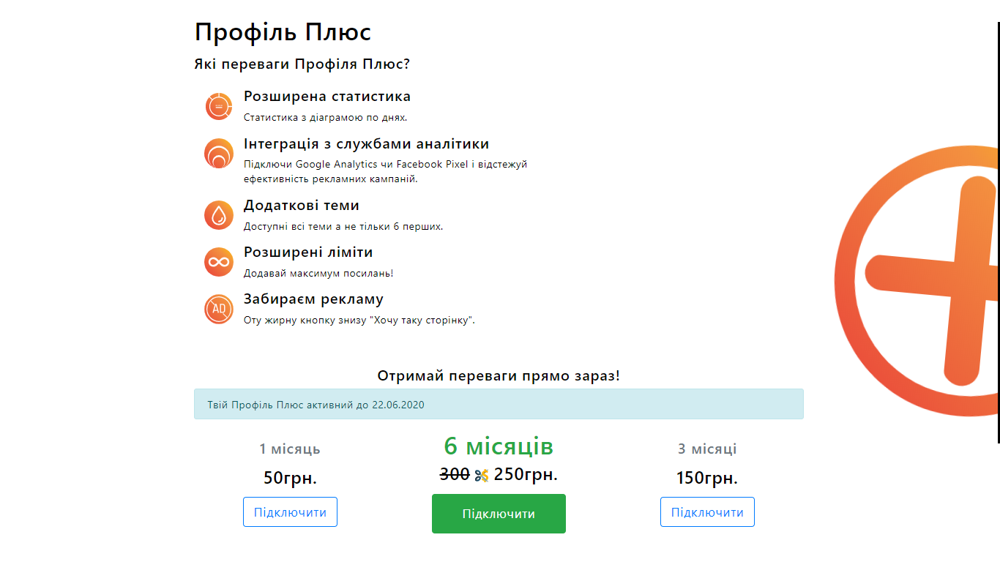 Профіль Плюс
Які переваги Профіля Плюс?
Розширена статистика
Статистика з діаграмою по днях.
Інтеграція з службами аналітики
Підключи Google Analytics чи Facebook Pixel і відстежуй
ефективність рекламних кампаній.
Додаткові теми
Доступні всі теми а не тільки 6 перших.
Розширені ліміти
Додавай максимум посилань!
AD
Забираєм рекламу
Оту жирну кнопку знизу "Хочу таку сторінку".
Отримай переваги прямо зараз!
Твій Профіль Плюс активний до 22.06.2020
1 місяць
50грн.
Підключити
6 місяців
300 250грн.
Підключити
3 місяці
150грн.
Підключити